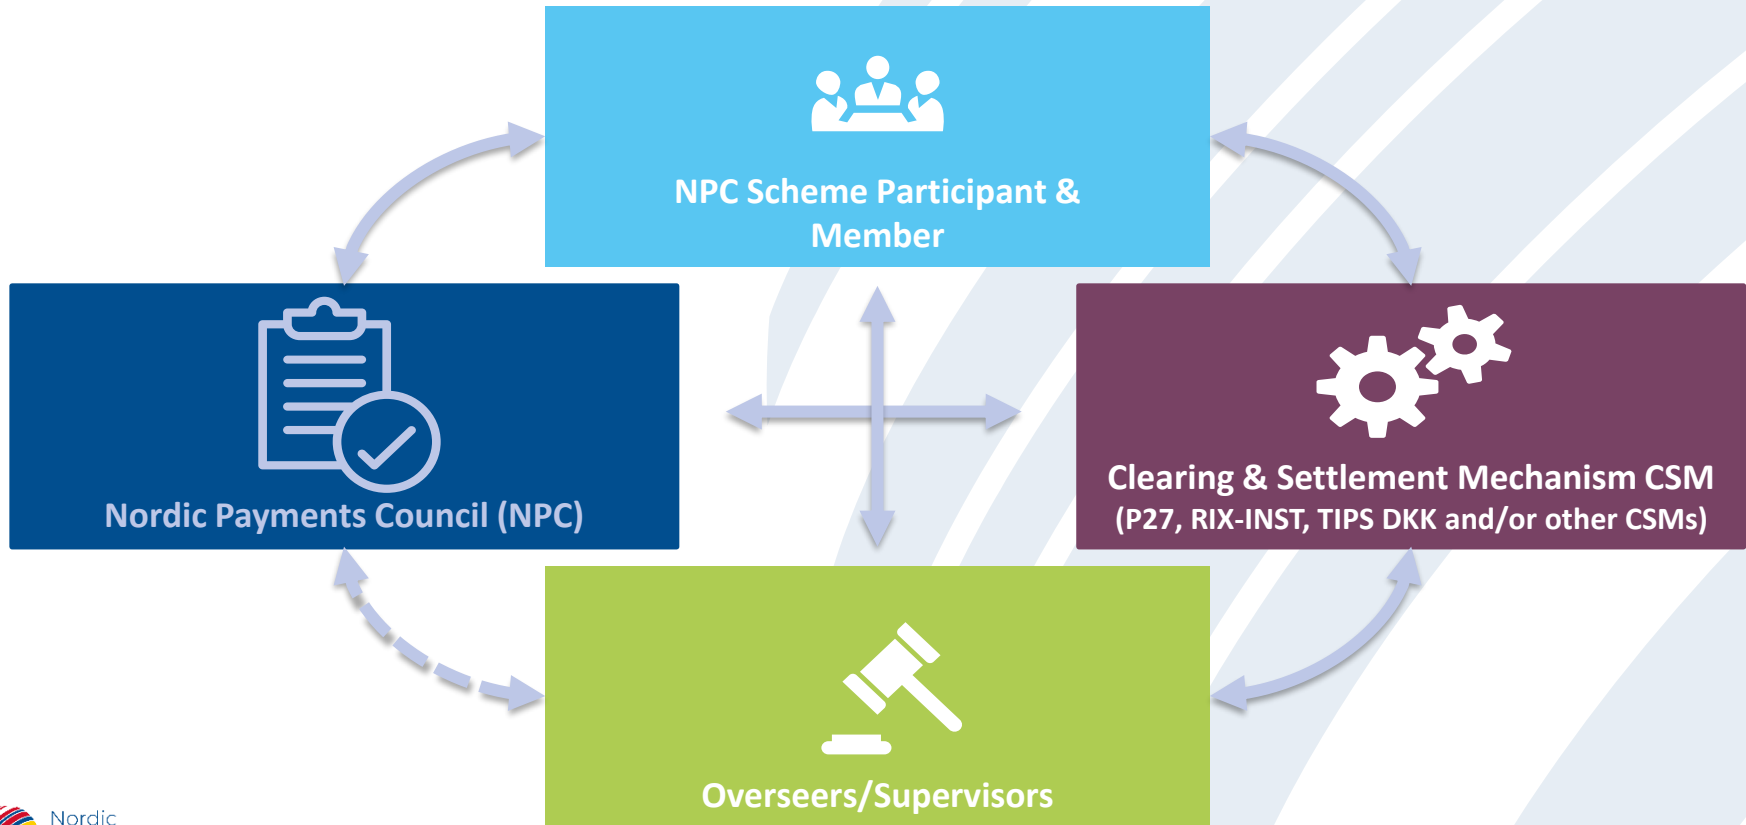 NPC Scheme Participant &
Member
Nordic Payments Council (NPC)
Clearing & Settlement Mechanism CSM
(P27, RIX-INST, TIPS DKK and/or other CSMs)
Overseers/Supervisors
Nordic